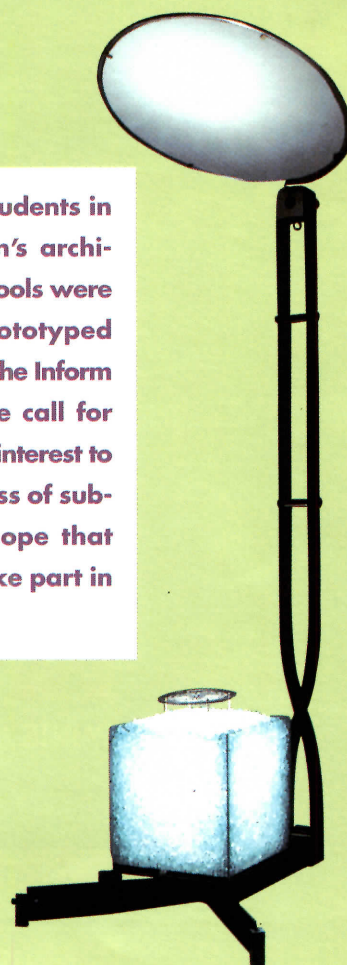 udents in
n's archi-
ools were
ototyped
he Inform
e call for
interest to
ss of sub-
ope that
ke part in